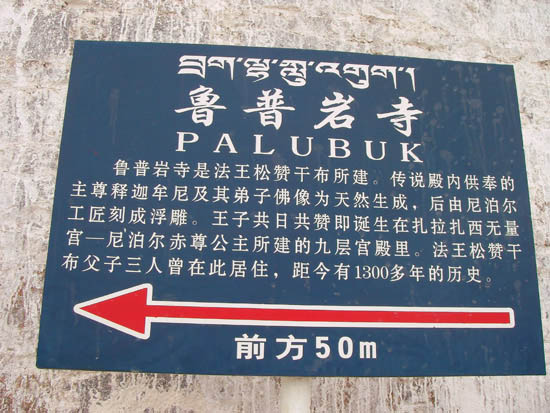 鲁普岩寺
PALUBUK
鲁普岩寺是法王松赞干布所建。传说殿内供奉的
主尊释迦牟尼及其弟子佛像为天然生成，后由尼泊尔
工匠刻成浮雕。王子共日共赞即诞生在扎拉扎西无量
宫—尼泊尔赤尊公主所建的九层宫殿里。法王松赞干
布父子三人曾在此居住，距今有1300多年的历史。
前方50m